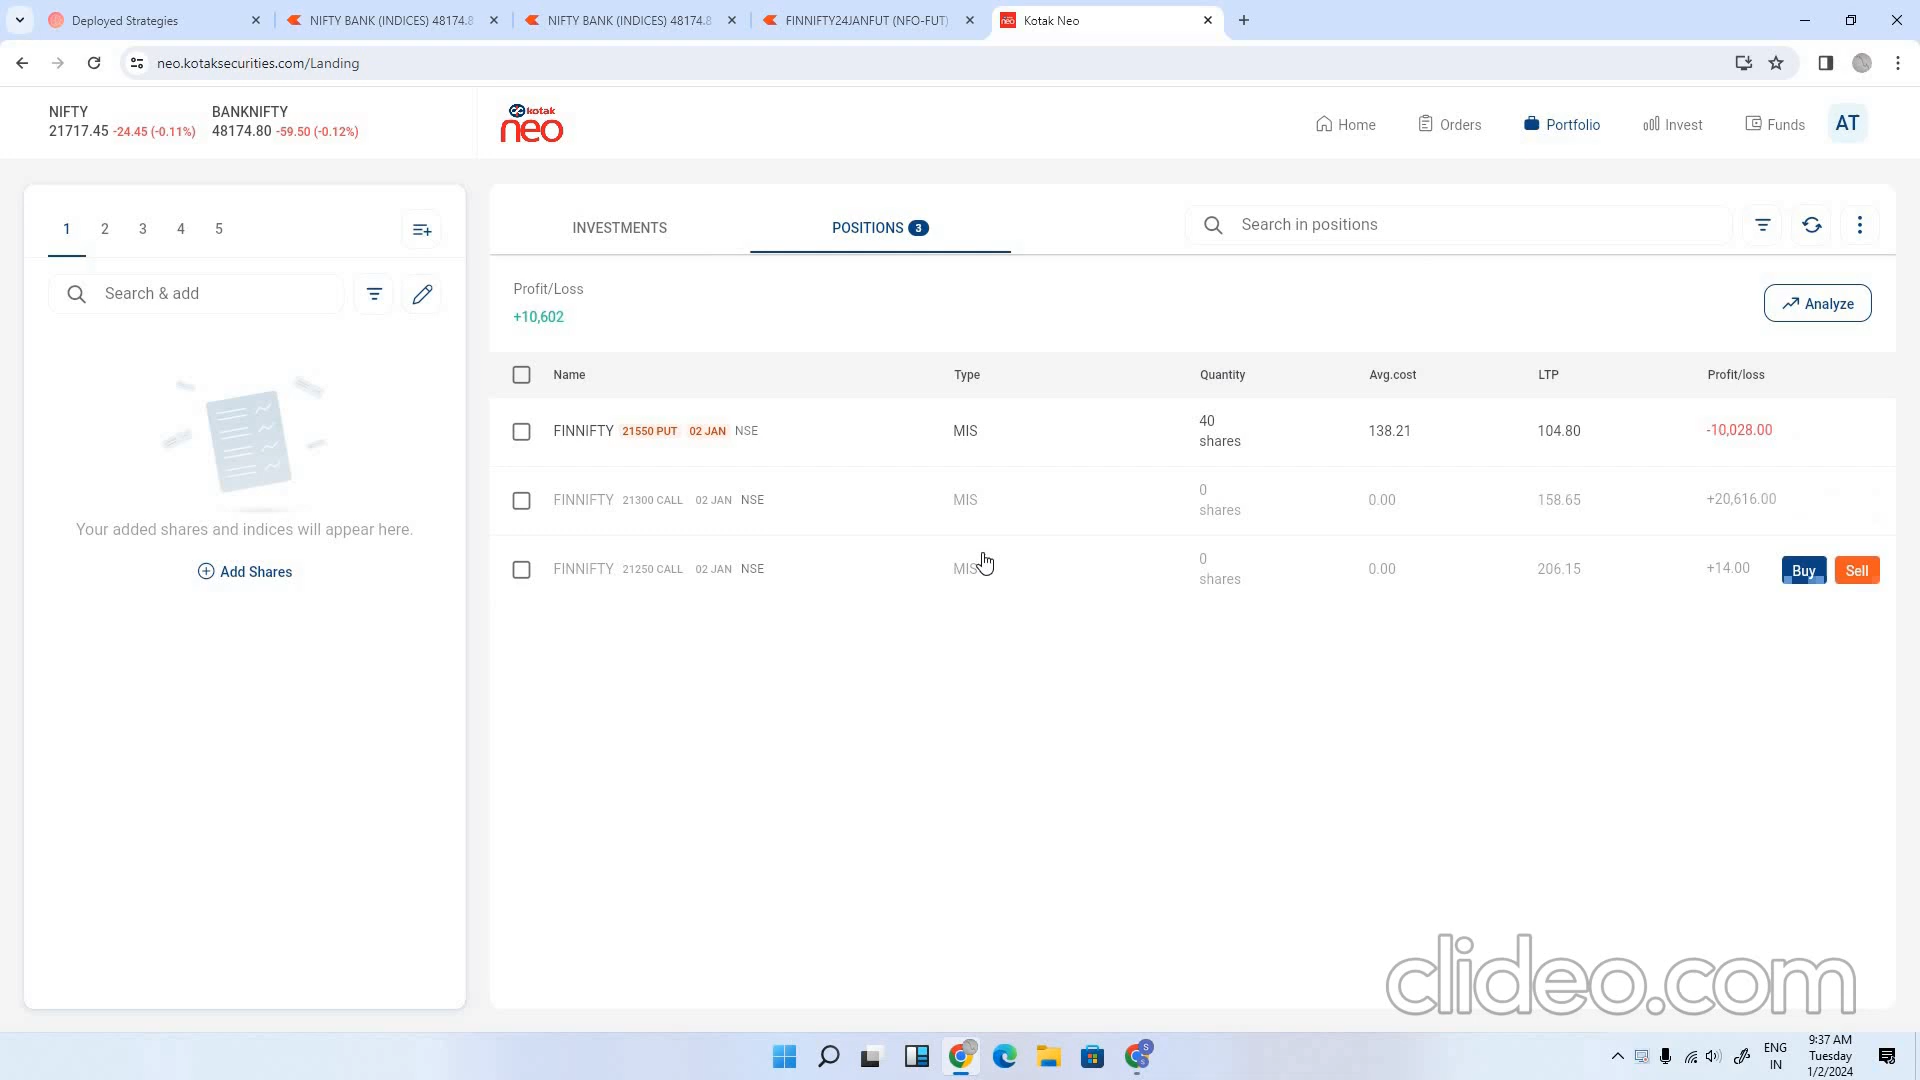 Deployed Strategies
NIFTY BANK (INDICES) 48174.8
NIFTY BANK (INDICES) 48174.8
FINNIFTY24JANFUT (NFO-FUT)
Kotak Neo
neo.kotaksecurities.com/Landing
NIFTY
21717.45 -24.45 (-0.11%)
BANKNIFTY
48174.80 -59.50 (-0.12%)
kotak
neo
Home
Orders
Portfolio
Invest
Funds
AT
1 2 3 4 5
Search & add
Your added shares and indices will appear here.
Add Shares
INVESTMENTS
POSITIONS 3
Search in positions
Profit/Loss
+10,602
Analyze
Name Type Quantity Avg.cost LTP Profit/loss
FINNIFTY 21550 PUT 02 JAN NSE MIS 40 shares 138.21 104.80 -10,028.00
FINNIFTY 21300 CALL 02 JAN NSE MIS 0 shares 0.00 158.65 +20,616.00
FINNIFTY 21250 CALL 02 JAN NSE MIS 0 shares 0.00 206.15 +14.00 Buy Sell
clideo.com
ENG
IN
9:37 AM
Tuesday
1/2/2024